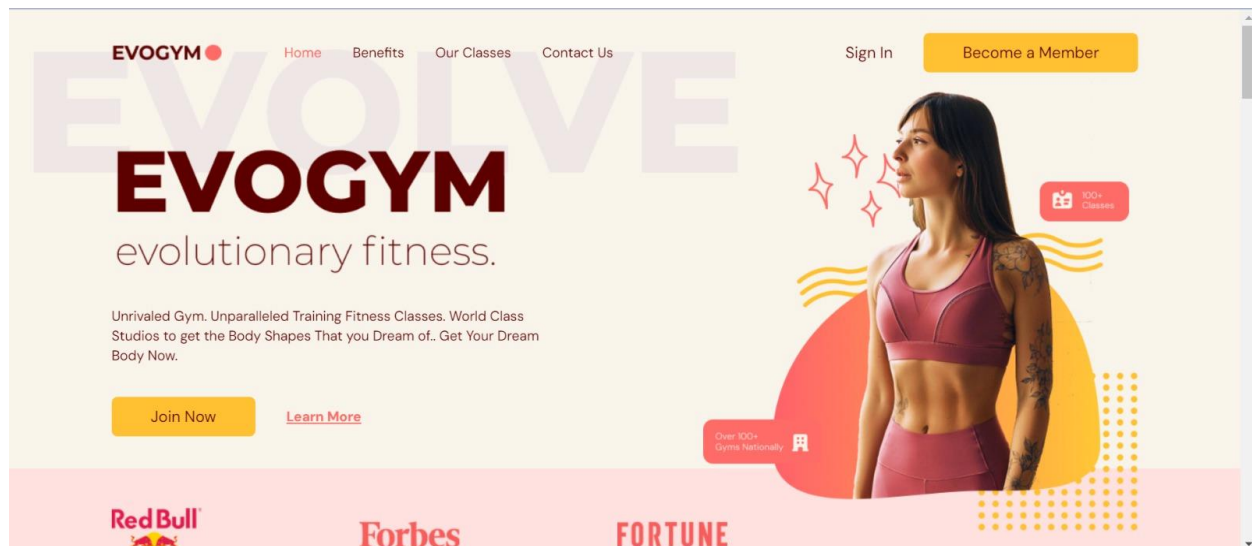 EVOLVE
EVOGYM
Home
Benefits
Our Classes
Contact Us
Sign In
Become a Member
EVOGYM
evolutionary fitness.
Unrivaled Gym. Unparalleled Training Fitness Classes. World Class
Studios to get the Body Shapes That you Dream of.. Get Your Dream
Body Now.
Join Now
Learn More
100+
Classes
Over 100+
Gyms Nationally
Red Bull
Forbes
FORTUNE